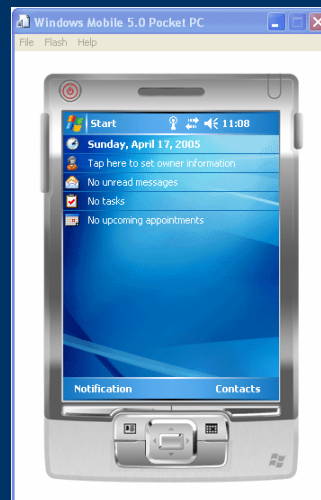 Windows Mobile 5.0 Pocket PC
File Flash Help
Start 11:08
Sunday, April 17, 2005
Tap here to set owner information
No unread messages
No tasks
No upcoming appointments
Notification Contacts